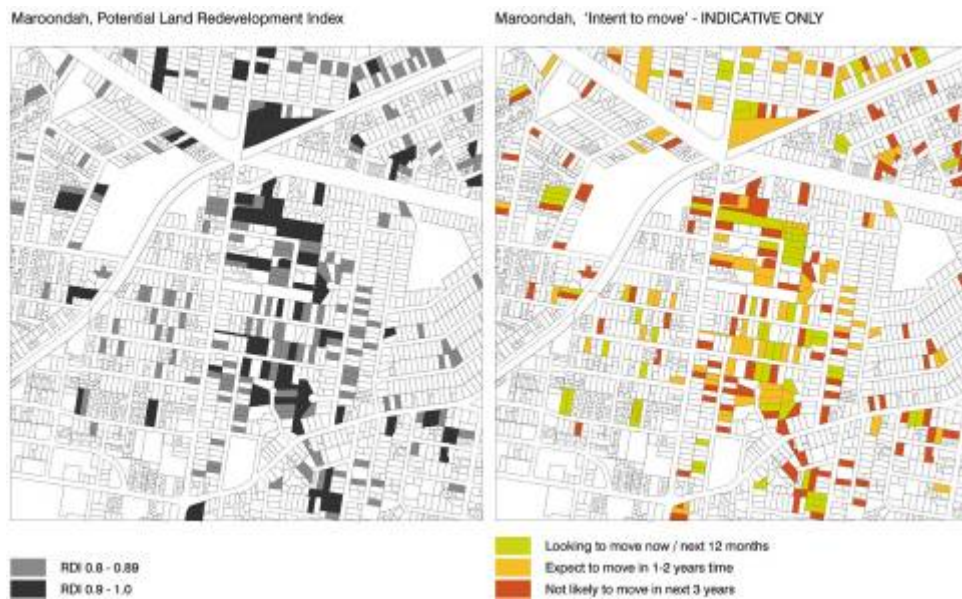 Maroondah, Potential Land Redevelopment Index
Maroondah, 'Intent to move' - INDICATIVE ONLY
RDI 0.8 - 0.89
RDI 0.9 - 1.0
Looking to move now / next 12 months
Expect to move in 1-2 years time
Not likely to move in next 3 years